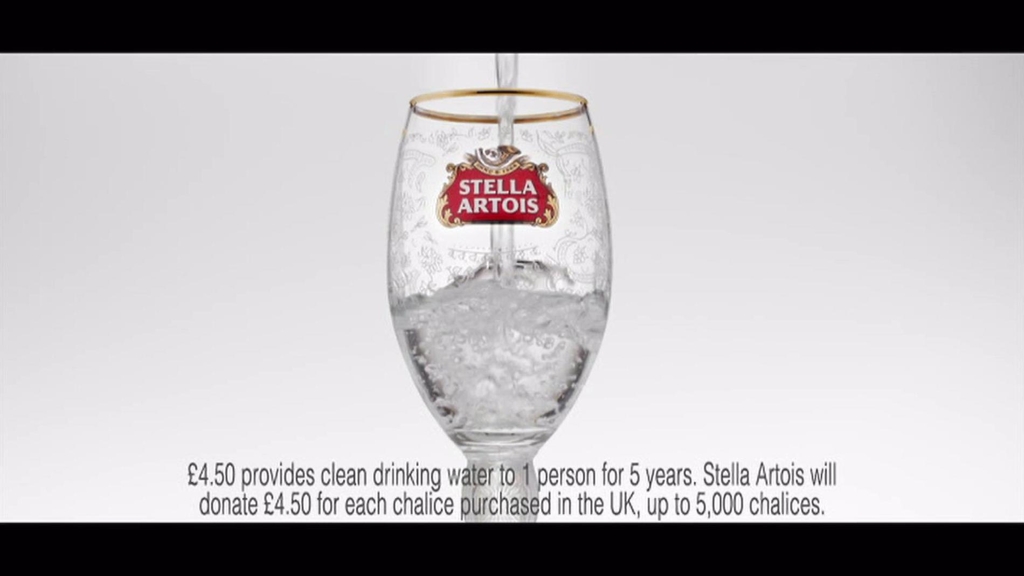 STELLA
ARTOIS
£4.50 provides clean drinking water to 1 person for 5 years. Stella Artois will
donate £4.50 for each chalice purchased in the UK, up to 5,000 chalices.